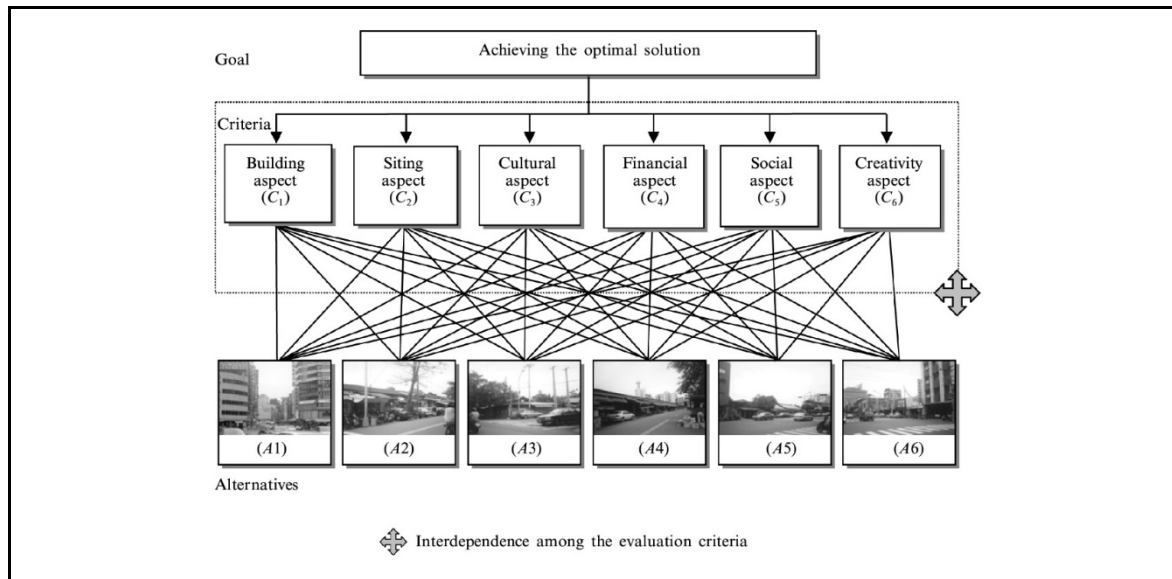 Achieving the optimal solution
Goal
Criteria
Building
aspect
(C₁)
Siting
aspect
(C₂)
Cultural
aspect
(C₃)
Financial
aspect
(C₄)
Social
aspect
(C₅)
Creativity
aspect
(C₆)
(A1)
(A2)
(A3)
(A4)
(A5)
(A6)
Alternatives
Interdependence among the evaluation criteria